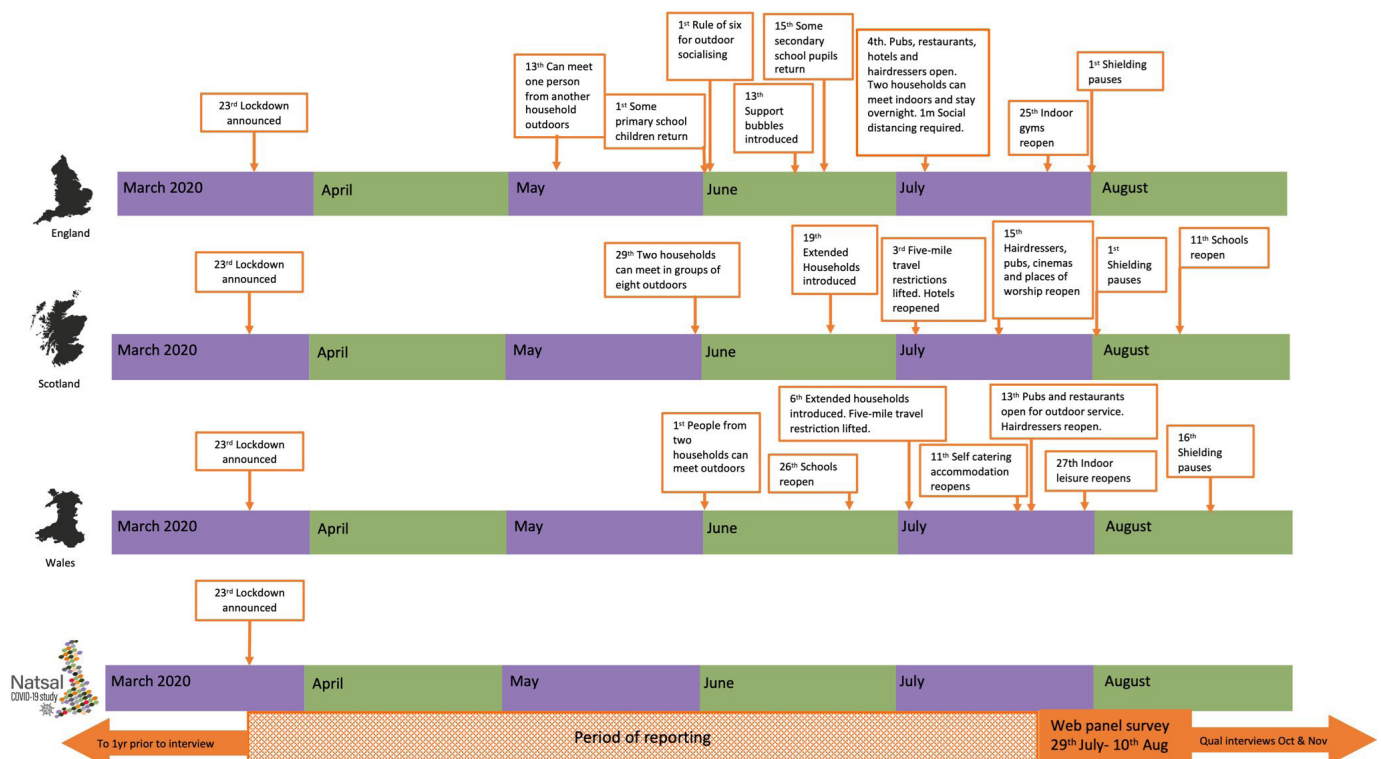 23rd Lockdown
announced
13th Can meet
one person
from another
household
outdoors
1st Some
primary school
children return
1st Rule of six
for outdoor
socialising
13th
Support
bubbles
introduced
15th Some
secondary
school pupils
return
4th. Pubs, restaurants,
hotels and
hairdressers open.
Two households can
meet indoors and stay
overnight. 1m Social
distancing required.
25th Indoor
gyms
reopen
1st Shielding
pauses
March 2020
April
May
June
July
August
England
23rd Lockdown
announced
29th Two households
can meet in groups of
eight outdoors
19th
Extended
Households
introduced
3rd Five-mile
travel
restrictions
lifted. Hotels
reopened
15th
Hairdressers,
pubs, cinemas
and places of
worship reopen
1st
Shielding
pauses
11th Schools
reopen
March 2020
April
May
June
July
August
Scotland
23rd Lockdown
announced
1st People from
two
households can
meet outdoors
26th Schools
reopen
6th Extended households
introduced. Five-mile travel
restriction lifted.
11th Self catering
accommodation
reopens
13th Pubs and restaurants
open for outdoor service.
Hairdressers reopen.
27th Indoor
leisure reopens
16th
Shielding
pauses
March 2020
April
May
June
July
August
Wales
23rd Lockdown
announced
Natsal
COVID-19 study
March 2020
April
May
June
July
August
To 1yr prior to interview
Period of reporting
Web panel survey
29th July- 10th Aug
Qual interviews Oct & Nov